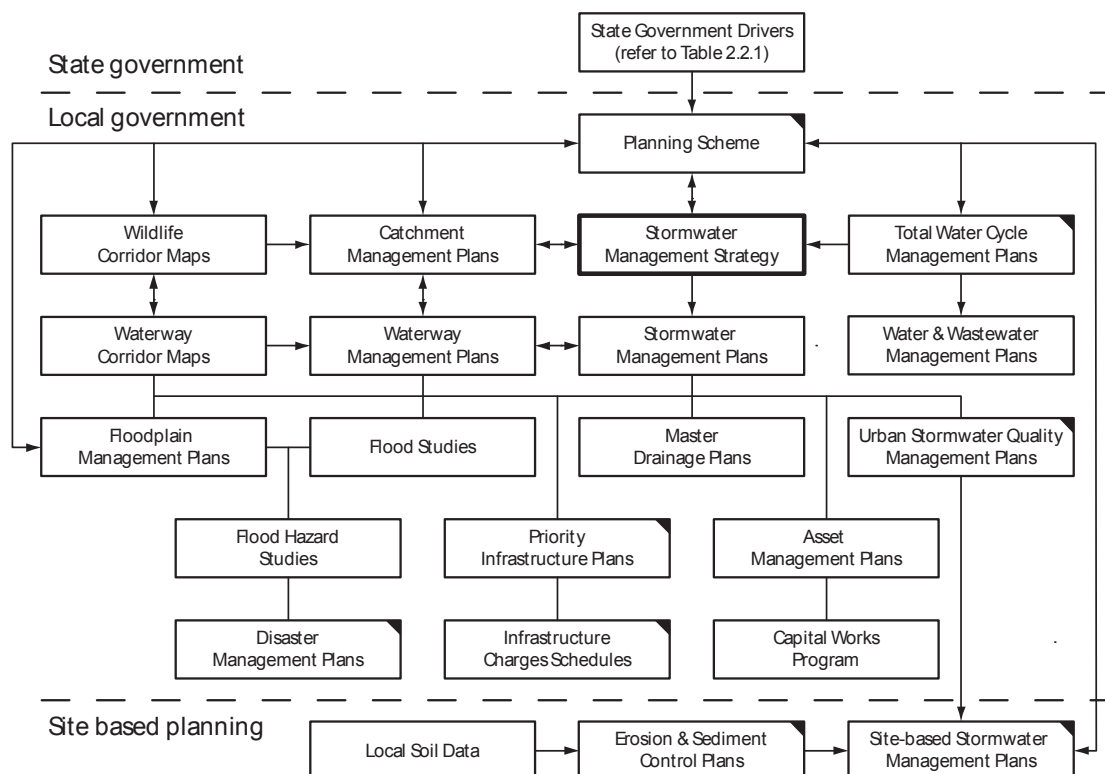 State Government Drivers
(refer to Table 2.2.1)
State government
Local government
Planning Scheme
Wildlife
Corridor Maps
Catchment
Management Plans
Stormwater
Management Strategy
Total Water Cycle
Management Plans
Waterway
Corridor Maps
Waterway
Management Plans
Stormwater
Management Plans
Water & Wastewater
Management Plans
Floodplain
Management Plans
Flood Studies
Master
Drainage Plans
Urban Stormwater Quality
Management Plans
Flood Hazard
Studies
Priority
Infrastructure Plans
Asset
Management Plans
Disaster
Management Plans
Infrastructure
Charges Schedules
Capital Works
Program
Site based planning
Local Soil Data
Erosion & Sediment
Control Plans
Site-based Stormwater
Management Plans